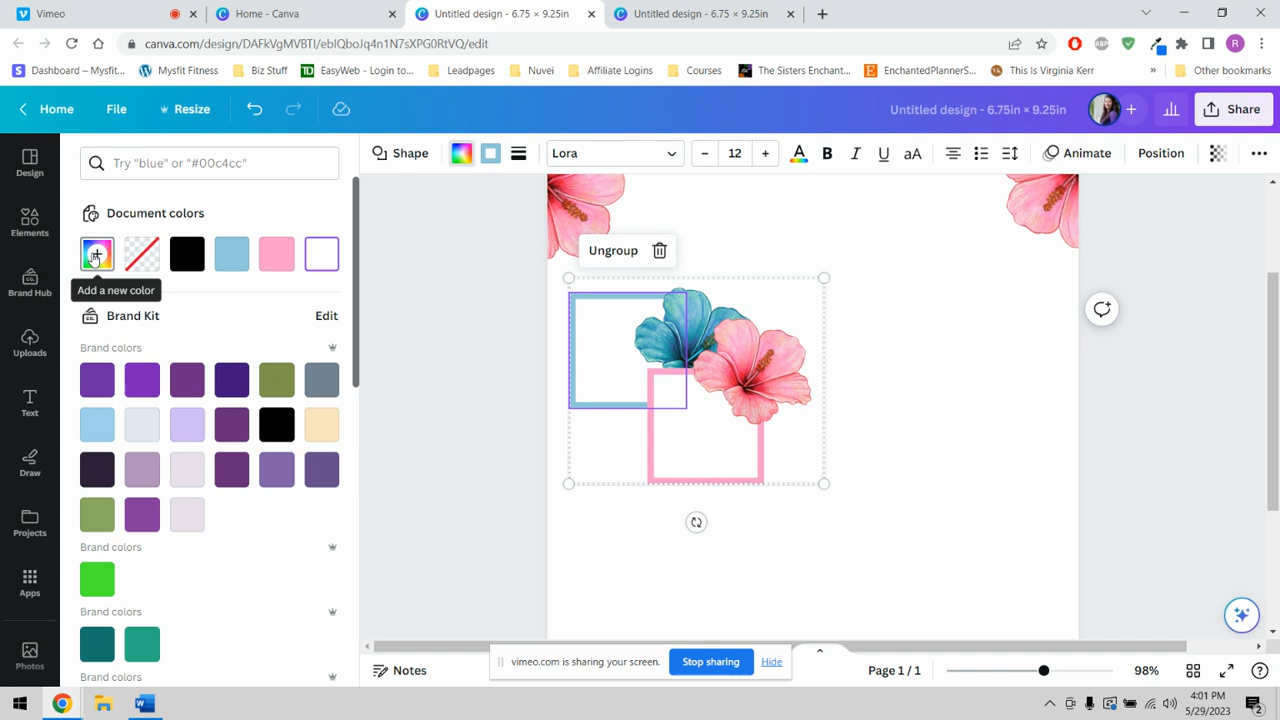 Vimeo
Home - Canva
Untitled design - 6.75 × 9.25in
Untitled design - 6.75 × 9.25in
canva.com/design/DAFkVgMVBTI/ebIQboJq4n1N7sXPG0RtVQ/edit
Dashboard – Mysfit...
Mysfit Fitness
Biz Stuff
EasyWeb - Login to...
Leadpages
Nuvei
Affiliate Logins
Courses
The Sisters Enchant...
EnchantedPlannerS...
This Is Virginia Kerr
»
Other bookmarks
Home
File
Resize
Untitled design - 6.75in × 9.25in
Share
Try "blue" or "#00c4cc"
Shape
Lora
– 12 +
A
B
I
U
aA
Animate
Position
Design
Elements
Brand Hub
Uploads
Text
Draw
Projects
Apps
Photos
Document colors
Add a new color
Brand Kit
Edit
Brand colors
Brand colors
Brand colors
Brand colors
Ungroup
vimeo.com is sharing your screen.
Stop sharing
Hide
Notes
Page 1 / 1
98%
4:01 PM
5/29/2023
2